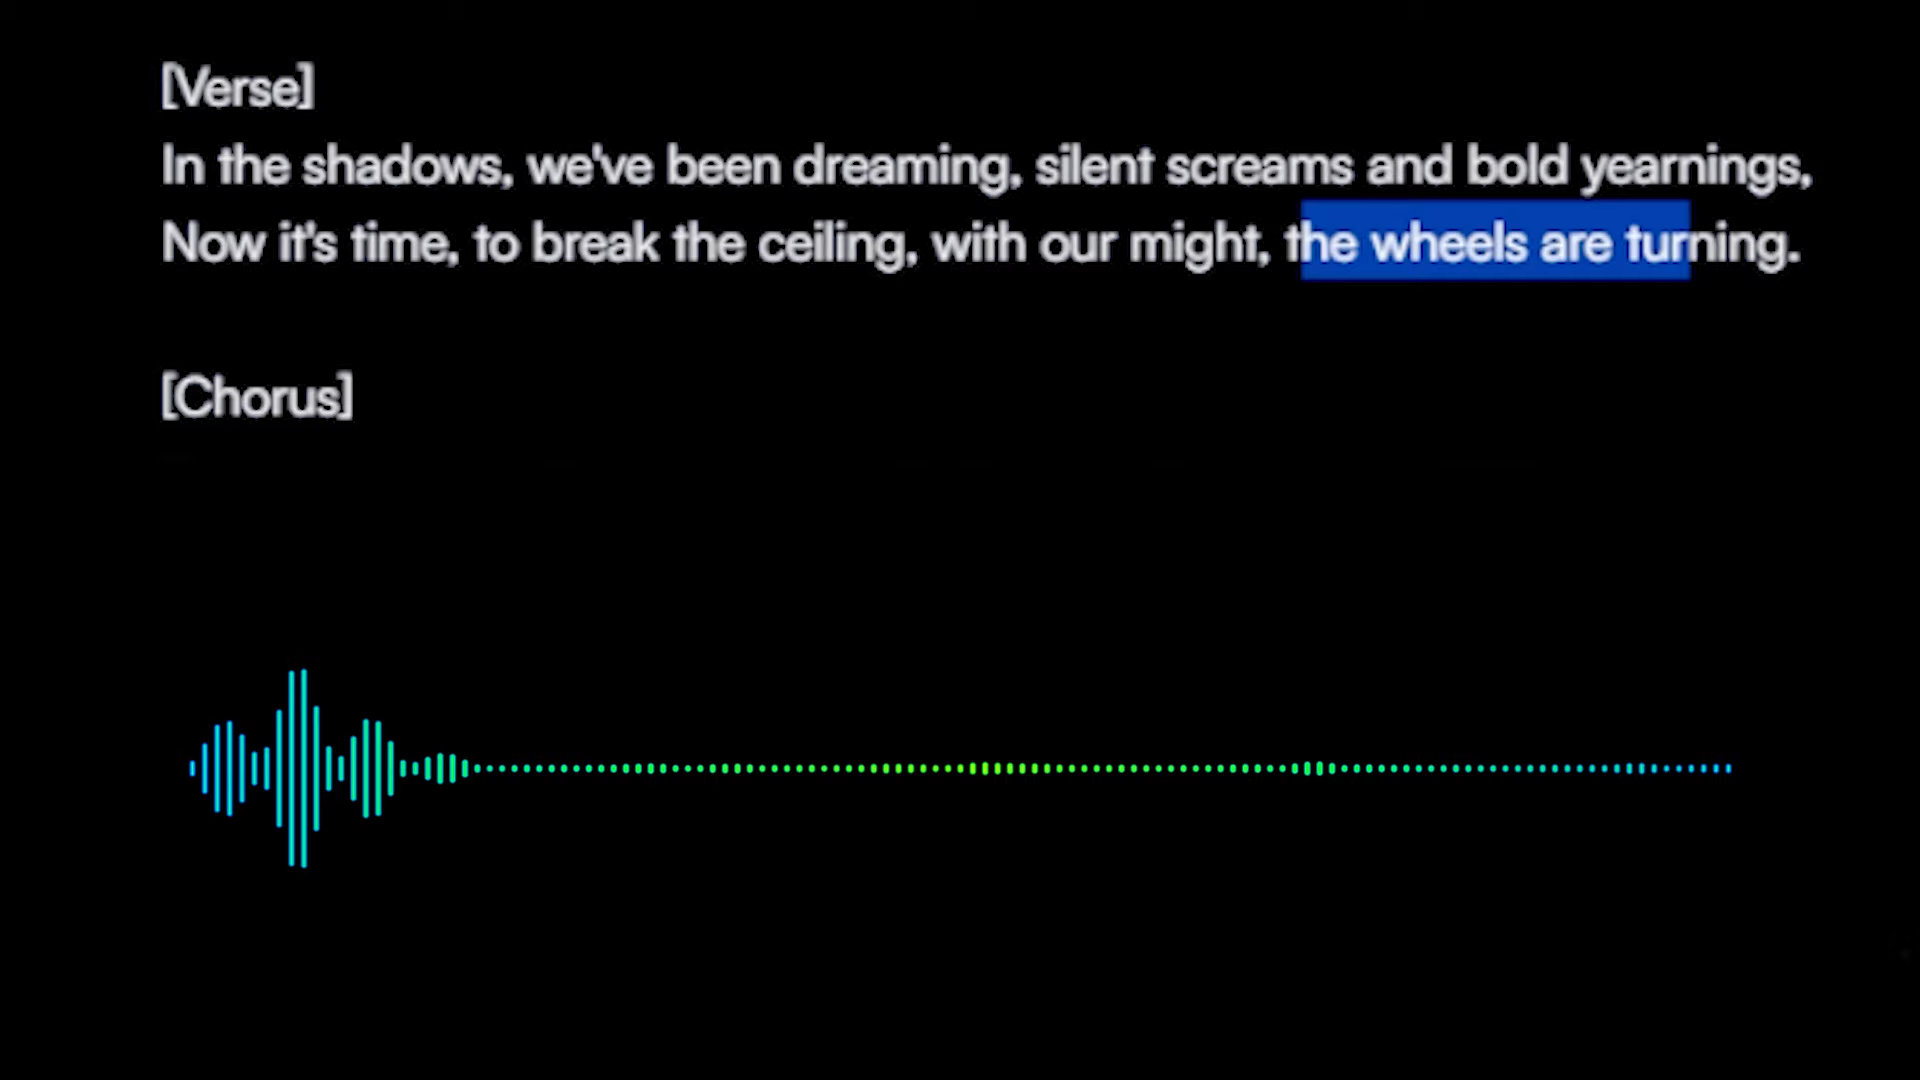 [Verse]
In the shadows, we've been dreaming, silent screams and bold yearnings,
Now it's time, to break the ceiling, with our might, the wheels are turning.
[Chorus]